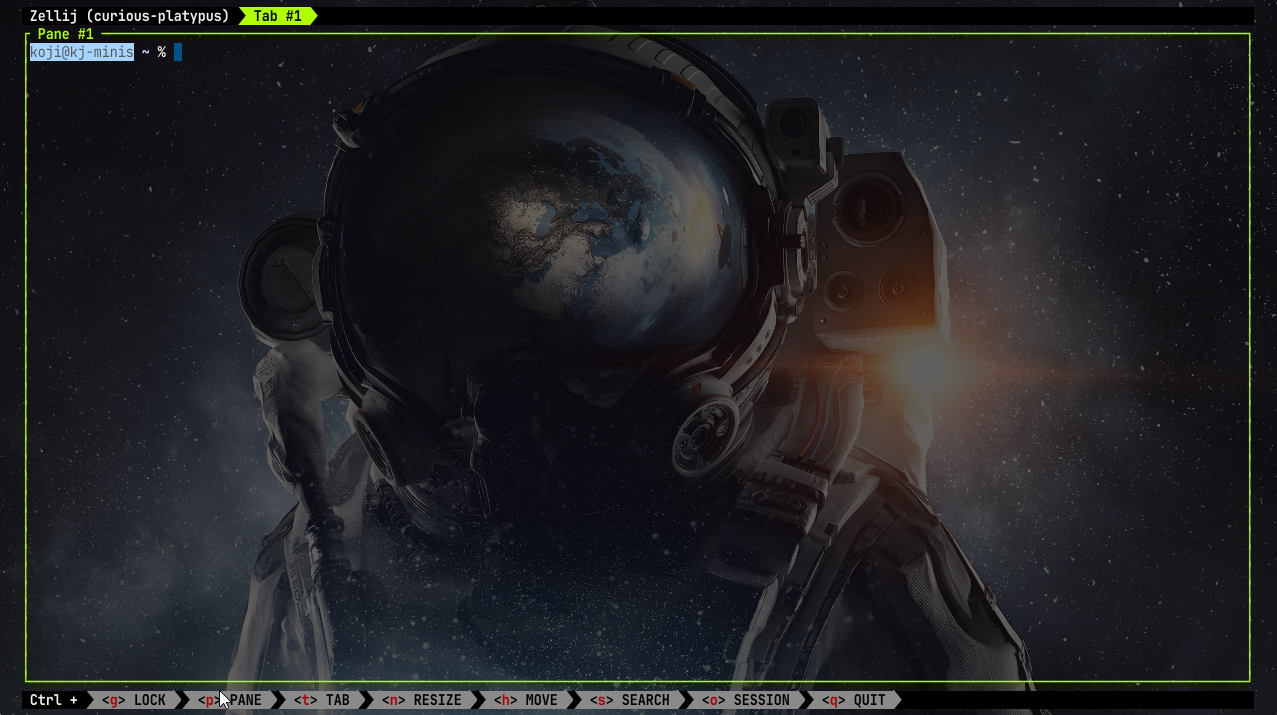 Zellij (curious-platypus) Tab #1
Pane #1
koji@kj-minis ~ %
Ctrl + <g> LOCK <p> PANE <t> TAB <n> RESIZE <h> MOVE <s> SEARCH <o> SESSION <q> QUIT